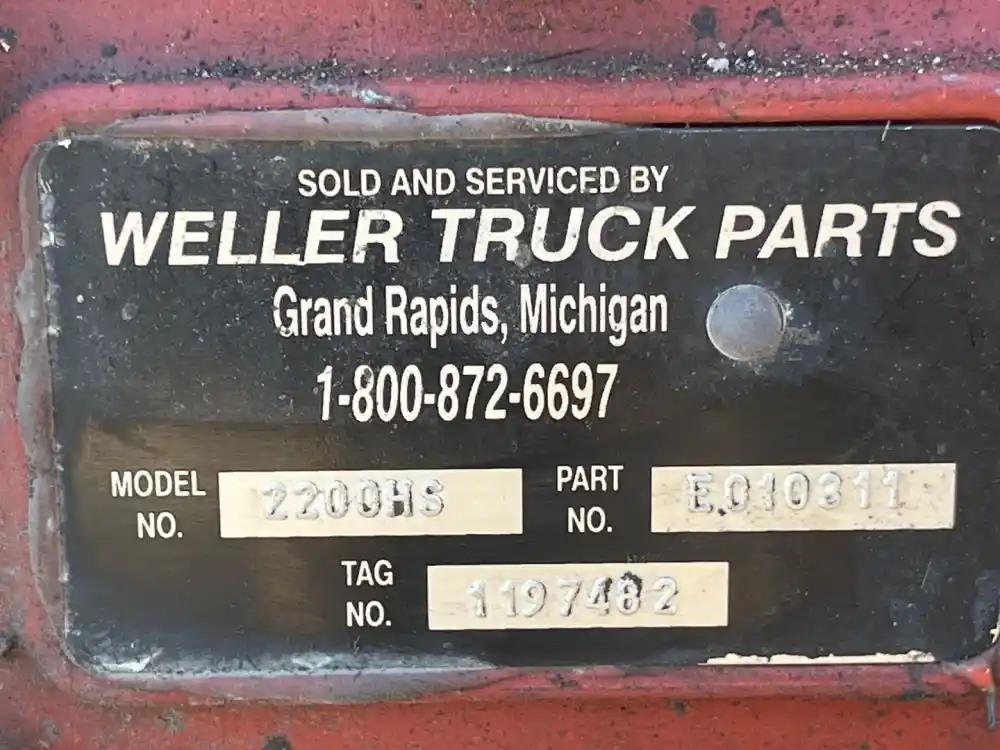 SOLD AND SERVICED BY
WELLER TRUCK PARTS
Grand Rapids, Michigan
1-800-872-6697
MODEL NO. 2200HS
PART NO. E010311
TAG NO. 1197482